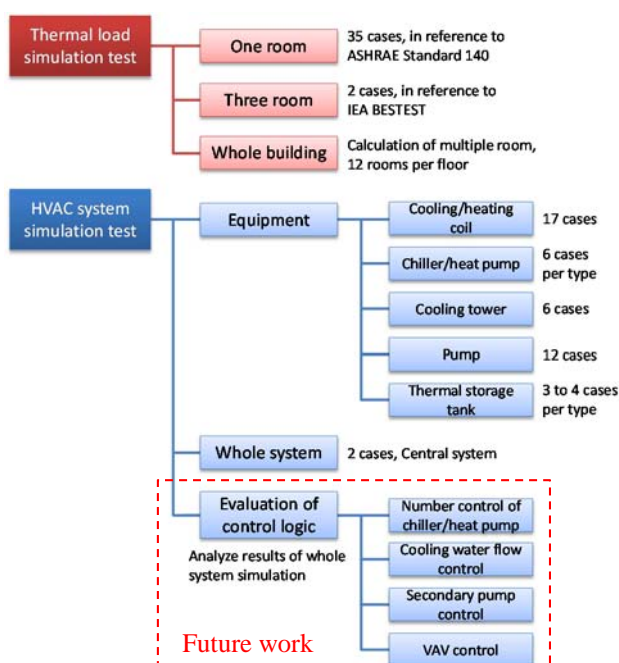 Thermal load
simulation test
One room
35 cases, in reference to
ASHRAE Standard 140
Three room
2 cases, in reference to
IEA BESTEST
Whole building
Calculation of multiple room,
12 rooms per floor
HVAC system
simulation test
Equipment
Cooling/heating
coil
17 cases
Chiller/heat pump
6 cases
per type
Cooling tower
6 cases
Pump
12 cases
Thermal storage
tank
3 to 4 cases
per type
Whole system
2 cases, Central system
Evaluation of
control logic
Analyze results of whole
system simulation
Number control of
chiller/heat pump
Cooling water flow
control
Secondary pump
control
VAV control
Future work